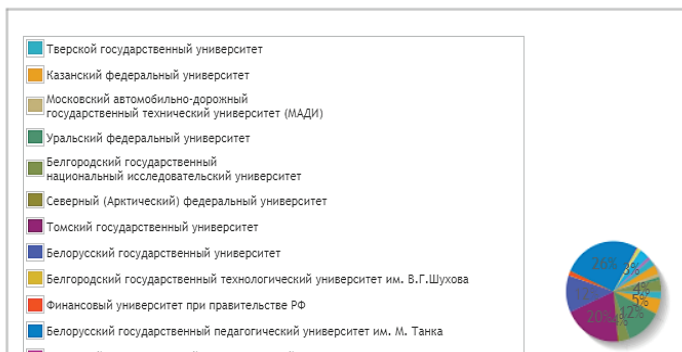 Тверской государственный университет
Казанский федеральный университет
Московский автомобильно-дорожный
государственный технический университет (МАДИ)
Уральский федеральный университет
Белгородский государственный
национальный исследовательский университет
Северный (Арктический) федеральный университет
Томский государственный университет
Белорусский государственный университет
Белгородский государственный технологический университет им. В.Г.Шухова
Финансовый университет при правительстве РФ
Белорусский государственный педагогический университет им. М. Танка
26%
3%
4%
5%
12%
20%